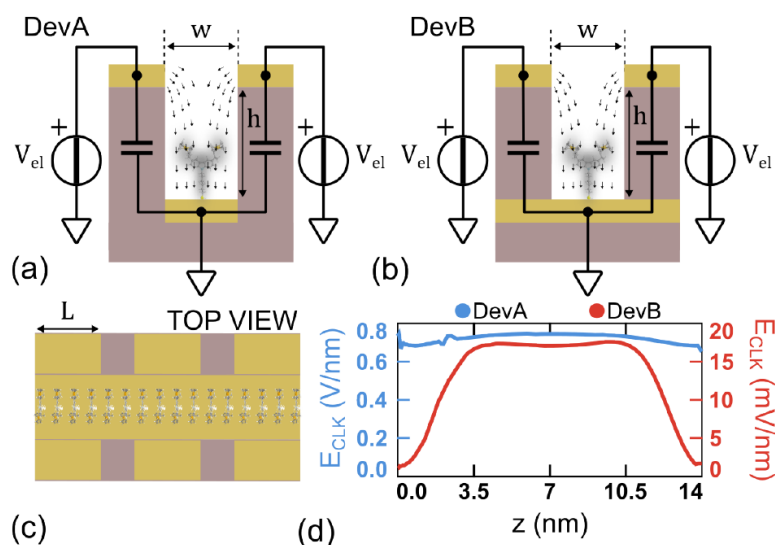 DevA
w
DevB
w
+
V_el
h
+
V_el
+
V_el
h
+
V_el
(a)
(b)
L
TOP VIEW
(c)
DevA
DevB
E_CLK (V/nm)
0.8
0.6
0.4
0.2
0.0
20
15
10
5
0
E_CLK (mV/nm)
0.0
3.5
7
10.5
14
z (nm)
(d)